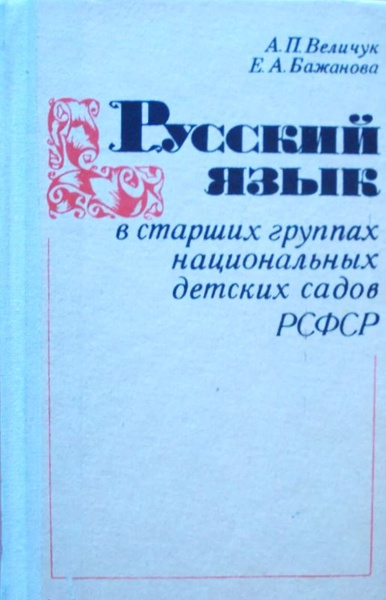 А. П. Величук
Е. А. Бажанова
Русский
язык
в старших группах
национальных
детских садов
РСФСР